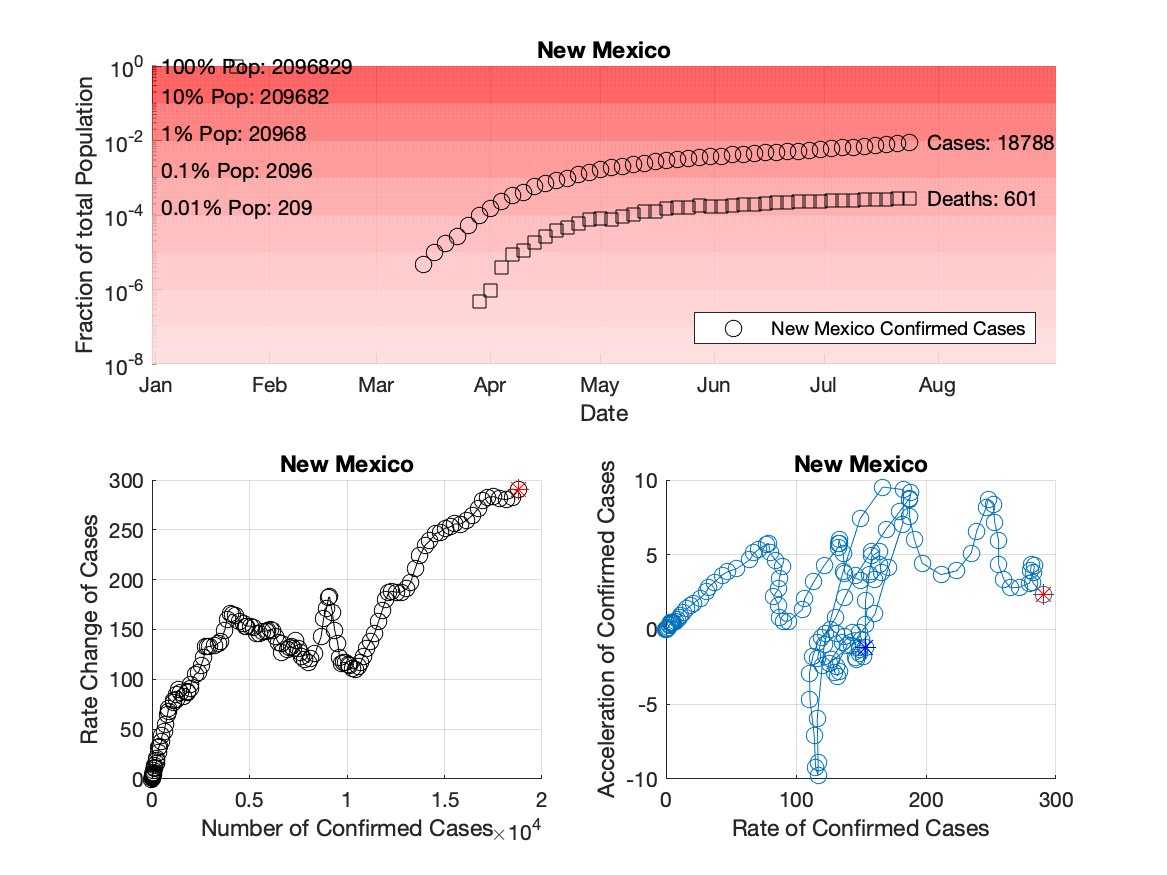 New Mexico
10^0
10^-2
10^-4
10^-6
10^-8
Fraction of total Population
100% Pop: 2096829
10% Pop: 209682
1% Pop: 20968
0.1% Pop: 2096
0.01% Pop: 209
Cases: 18788
Deaths: 601
New Mexico Confirmed Cases
Jan Feb Mar Apr May Jun Jul Aug
Date
New Mexico
300
250
200
150
100
50
0
Rate Change of Cases
0 0.5 1 1.5 2
Number of Confirmed Cases
×10^4
New Mexico
10
5
0
-5
-10
Acceleration of Confirmed Cases
0 100 200 300
Rate of Confirmed Cases